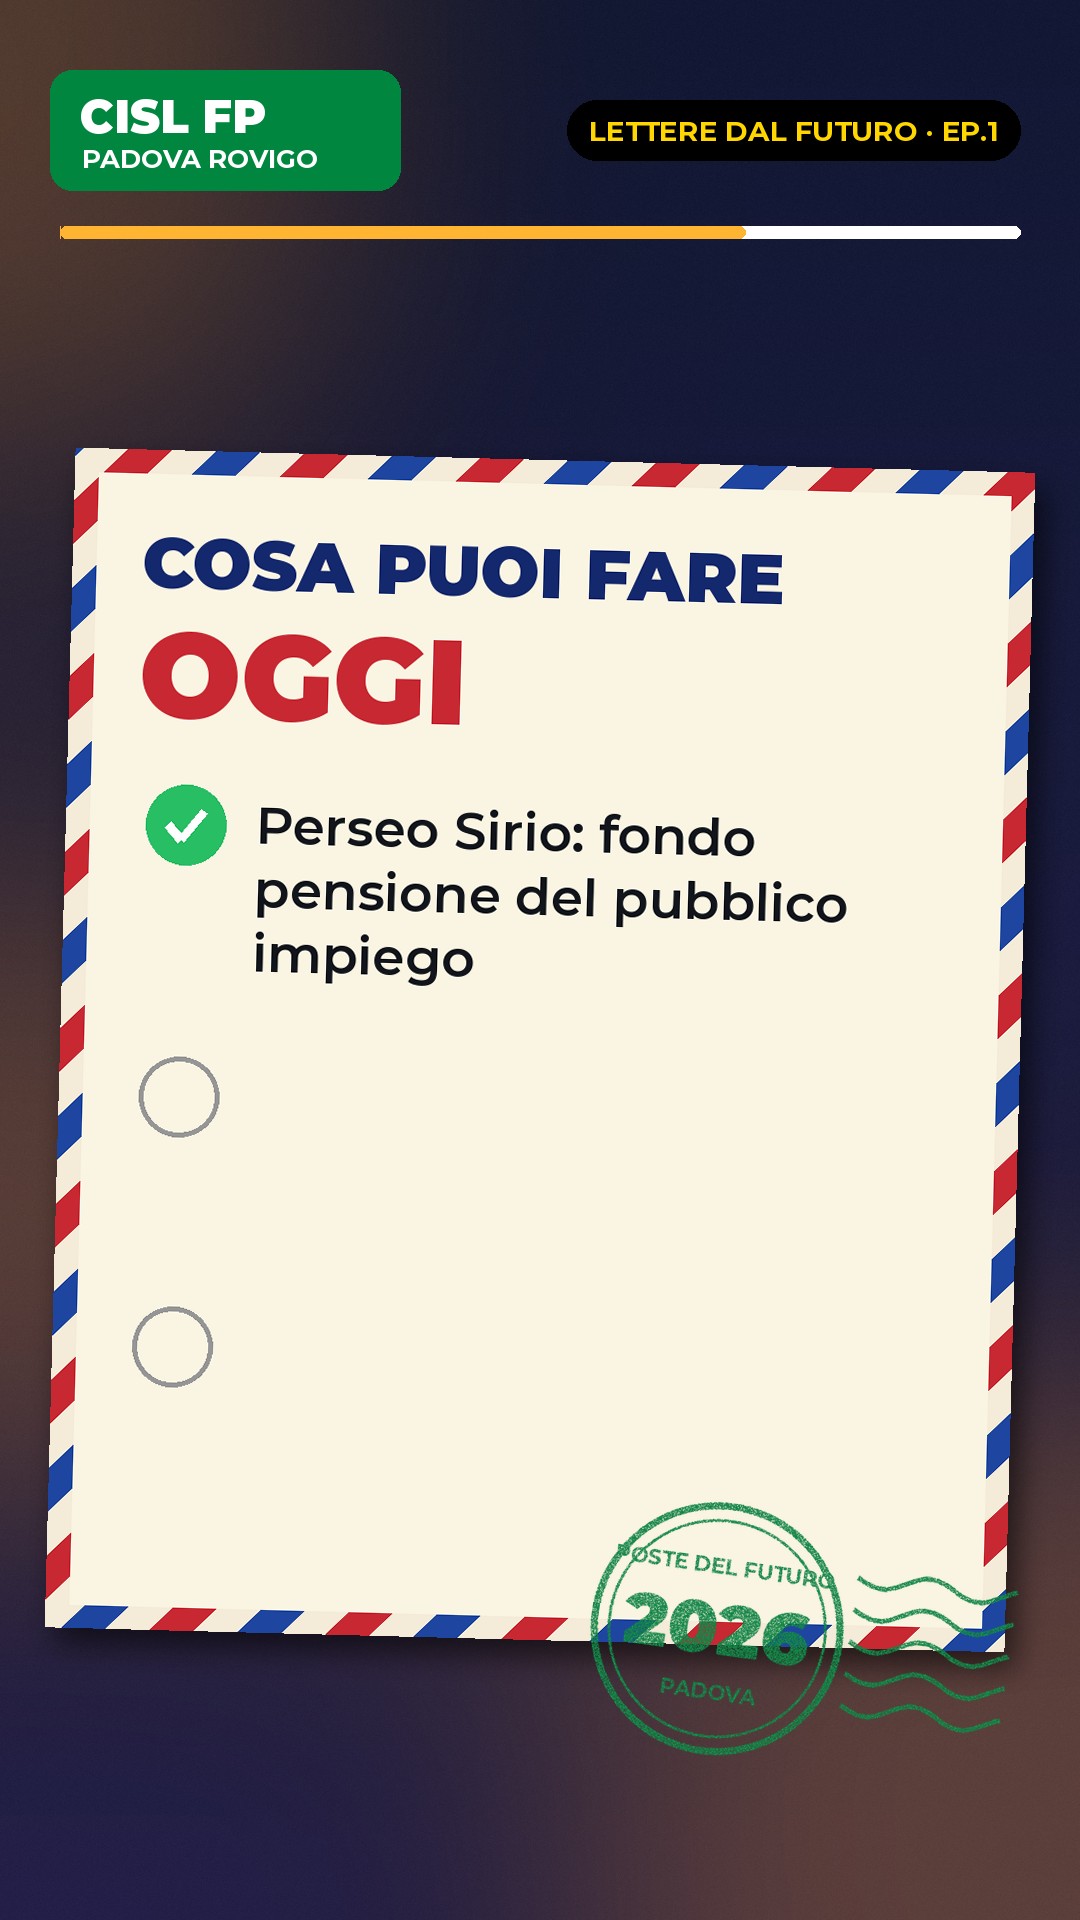 CISL FP
PADOVA ROVIGO
LETTERE DAL FUTURO · EP.1
COSA PUOI FARE
OGGI
Perseo Sirio: fondo
pensione del pubblico
impiego
POSTE DEL FUTURO
2026
PADOVA